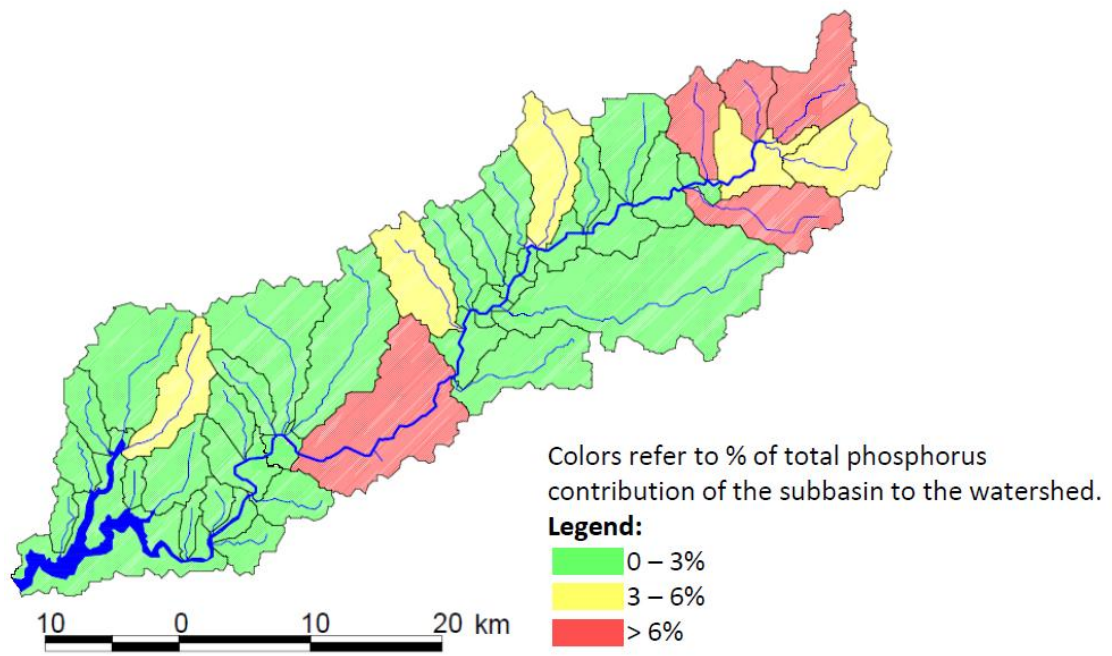 Colors refer to % of total phosphorus
contribution of the subbasin to the watershed.
Legend:
0 – 3%
3 – 6%
> 6%
10 0 10 20 km